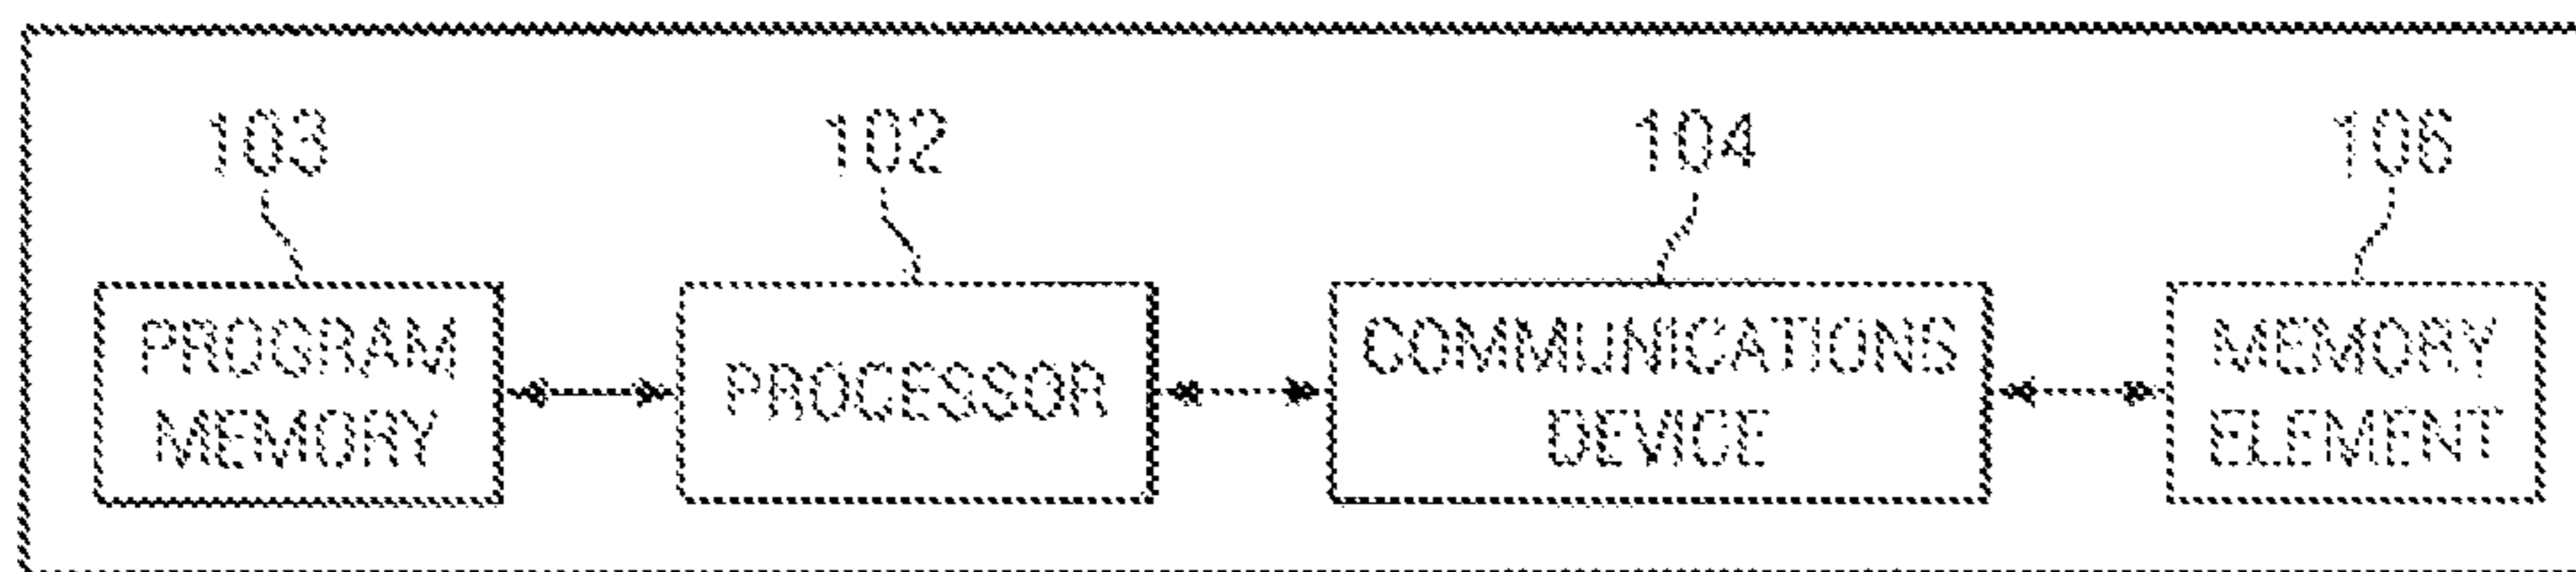 103 102 104 106
PROGRAM MEMORY
PROCESSOR
COMMUNICATIONS DEVICE
MEMORY ELEMENT